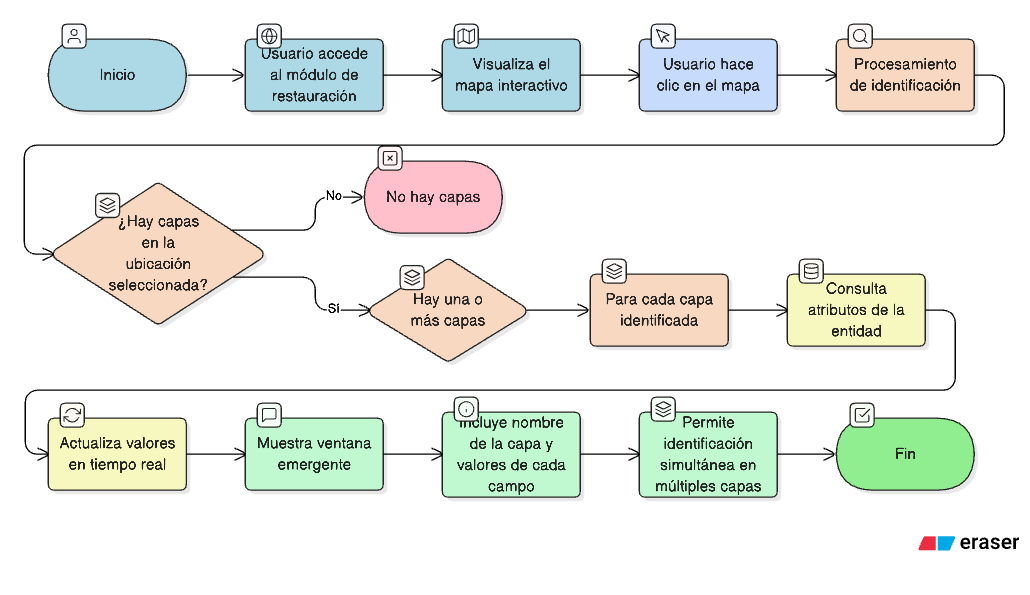 Inicio
Usuario accede
al módulo de
restauración
Visualiza el
mapa interactivo
Usuario hace
clic en el mapa
Procesamiento
de identificación
¿Hay capas
en la
ubicación
seleccionada?
No
No hay capas
Sí
Hay una o
más capas
Para cada capa
identificada
Consulta
atributos de la
entidad
Actualiza valores
en tiempo real
Muestra ventana
emergente
Incluye nombre
de la capa y
valores de cada
campo
Permite
identificación
simultánea en
múltiples capas
Fin
eraser